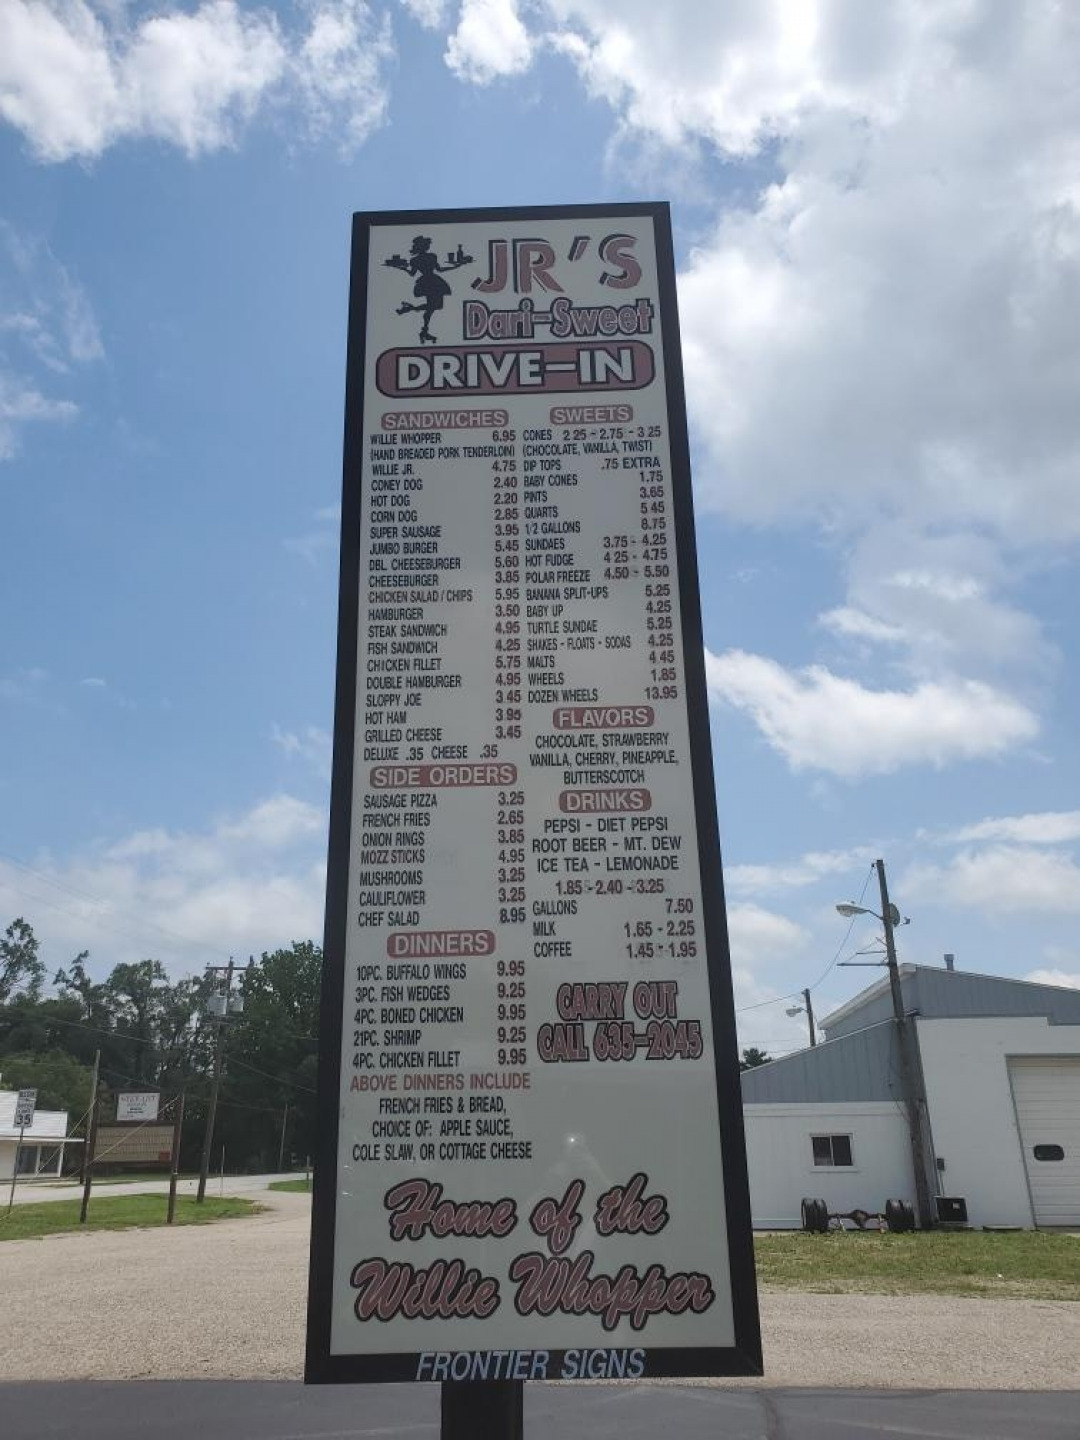 JR'S
Dari-Sweet
DRIVE-IN
SANDWICHES
WILLIE WHOPPER 6.95
(HAND BREADED PORK TENDERLOIN)
WILLIE JR. 4.75
CONEY DOG 2.40
HOT DOG 2.20
CORN DOG 2.85
SUPER SAUSAGE 3.95
JUMBO BURGER 5.45
DBL. CHEESEBURGER 5.60
CHEESEBURGER 3.85
CHICKEN SALAD / CHIPS 5.95
HAMBURGER 3.50
STEAK SANDWICH 4.95
FISH SANDWICH 4.25
CHICKEN FILLET 5.75
DOUBLE HAMBURGER 4.95
SLOPPY JOE 3.45
HOT HAM 3.95
GRILLED CHEESE 3.45
DELUXE .35 CHEESE .35
SIDE ORDERS
SAUSAGE PIZZA 3.25
FRENCH FRIES 2.65
ONION RINGS 3.85
MOZZ STICKS 4.95
MUSHROOMS 3.25
CAULIFLOWER 3.25
CHEF SALAD 8.95
DINNERS
10PC. BUFFALO WINGS 9.95
3PC. FISH WEDGES 9.25
4PC. BONED CHICKEN 9.95
21PC. SHRIMP 9.25
4PC. CHICKEN FILLET 9.95
ABOVE DINNERS INCLUDE
FRENCH FRIES & BREAD,
CHOICE OF: APPLE SAUCE,
COLE SLAW, OR COTTAGE CHEESE
SWEETS
CONES 2 25 - 2.75 - 3 25
(CHOCOLATE, VANILLA, TWIST)
DIP TOPS .75 EXTRA
BABY CONES 1.75
PINTS 3.65
QUARTS 5 45
1/2 GALLONS 8.75
SUNDAES 3.75 - 4.25
HOT FUDGE 4 25 - 4.75
POLAR FREEZE 4.50 - 5.50
BANANA SPLIT-UPS 5.25
BABY UP 4.25
TURTLE SUNDAE 5.25
SHAKES - FLOATS - SODAS 4.25
MALTS 4 45
WHEELS 1.85
DOZEN WHEELS 13.95
FLAVORS
CHOCOLATE, STRAWBERRY
VANILLA, CHERRY, PINEAPPLE,
BUTTERSCOTCH
DRINKS
PEPSI - DIET PEPSI
ROOT BEER - MT. DEW
ICE TEA - LEMONADE
1.85 - 2.40 - 3.25
GALLONS 7.50
MILK 1.65 - 2.25
COFFEE 1.45 - 1.95
CARRY OUT
CALL 635-2045
Home of the
Willie Whopper
FRONTIER SIGNS
35